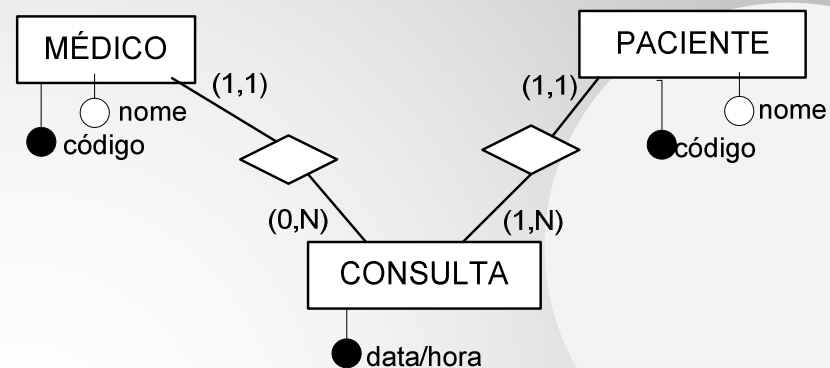 MÉDICO
PACIENTE
(1,1)
(1,1)
nome
nome
código
código
(0,N)
(1,N)
CONSULTA
data/hora